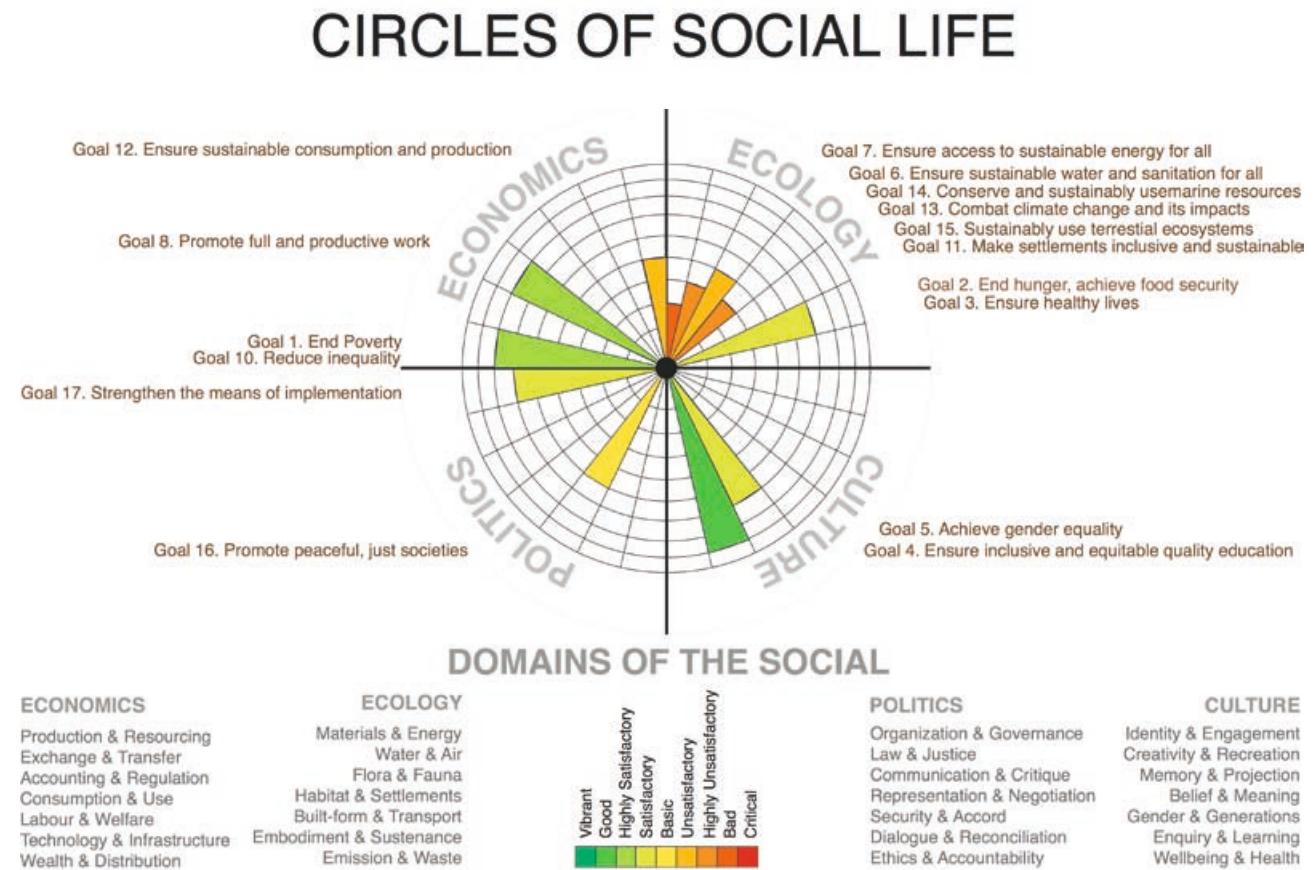 CIRCLES OF SOCIAL LIFE
Goal 12. Ensure sustainable consumption and production
Goal 8. Promote full and productive work
Goal 1. End Poverty
Goal 10. Reduce inequality
Goal 17. Strengthen the means of implementation
Goal 16. Promote peaceful, just societies
ECONOMICS
ECOLOGY
POLITICS
CULTURE
Goal 7. Ensure access to sustainable energy for all
Goal 6. Ensure sustainable water and sanitation for all
Goal 14. Conserve and sustainably usemarine resources
Goal 13. Combat climate change and its impacts
Goal 15. Sustainably use terrestial ecosystems
Goal 11. Make settlements inclusive and sustainable
Goal 2. End hunger, achieve food security
Goal 3. Ensure healthy lives
Goal 5. Achieve gender equality
Goal 4. Ensure inclusive and equitable quality education
DOMAINS OF THE SOCIAL
ECONOMICS
Production & Resourcing
Exchange & Transfer
Accounting & Regulation
Consumption & Use
Labour & Welfare
Technology & Infrastructure
Wealth & Distribution
ECOLOGY
Materials & Energy
Water & Air
Flora & Fauna
Habitat & Settlements
Built-form & Transport
Embodiment & Sustenance
Emission & Waste
Vibrant
Good
Highly Satisfactory
Satisfactory
Basic
Unsatisfactory
Highly Unsatisfactory
Bad
Critical
POLITICS
Organization & Governance
Law & Justice
Communication & Critique
Representation & Negotiation
Security & Accord
Dialogue & Reconciliation
Ethics & Accountability
CULTURE
Identity & Engagement
Creativity & Recreation
Memory & Projection
Belief & Meaning
Gender & Generations
Enquiry & Learning
Wellbeing & Health